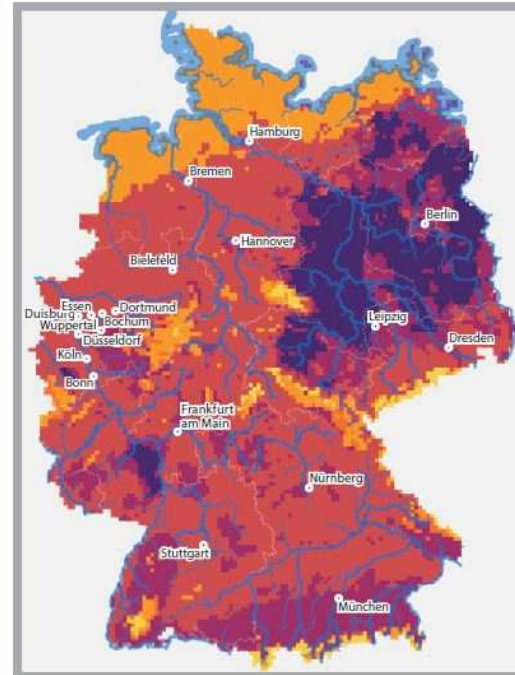 Hamburg
Bremen
Berlin
Hannover
Bielefeld
Essen
Dortmund
Duisburg
Bochum
Wuppertal
Leipzig
Düsseldorf
Dresden
Köln
Bonn
Frankfurt
am Main
Nürnberg
Stuttgart
München